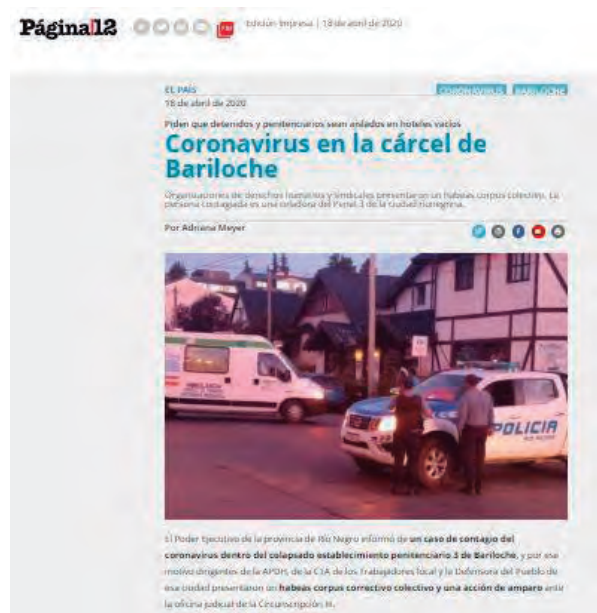 Página|12
Edición Impresa | 18 de abril de 2020
EL PAÍS
CORONAVIRUS BARILOCHE
18 de abril de 2020
Piden que detenidos y penitenciarios sean aislados en hoteles vacíos
Coronavirus en la cárcel de
Bariloche
Organizaciones de derechos humanos y sindicales presentaron un habeas corpus colectivo. La
persona contagiada es una celadora del Penal 3 de la ciudad rionegrina.
Por Adriana Meyer
AMBULANCIA
POLICIA
RIO NEGRO
El Poder Ejecutivo de la provincia de Río Negro informó de un caso de contagio del
coronavirus dentro del colapsado establecimiento penitenciario 3 de Bariloche, y por ese
motivo dirigentes de la APDH, de la CTA de los Trabajadores local y la Defensora del Pueblo de
esa ciudad presentaron un habeas corpus correctivo colectivo y una acción de amparo ante
la oficina judicial de la Circunscripción III.